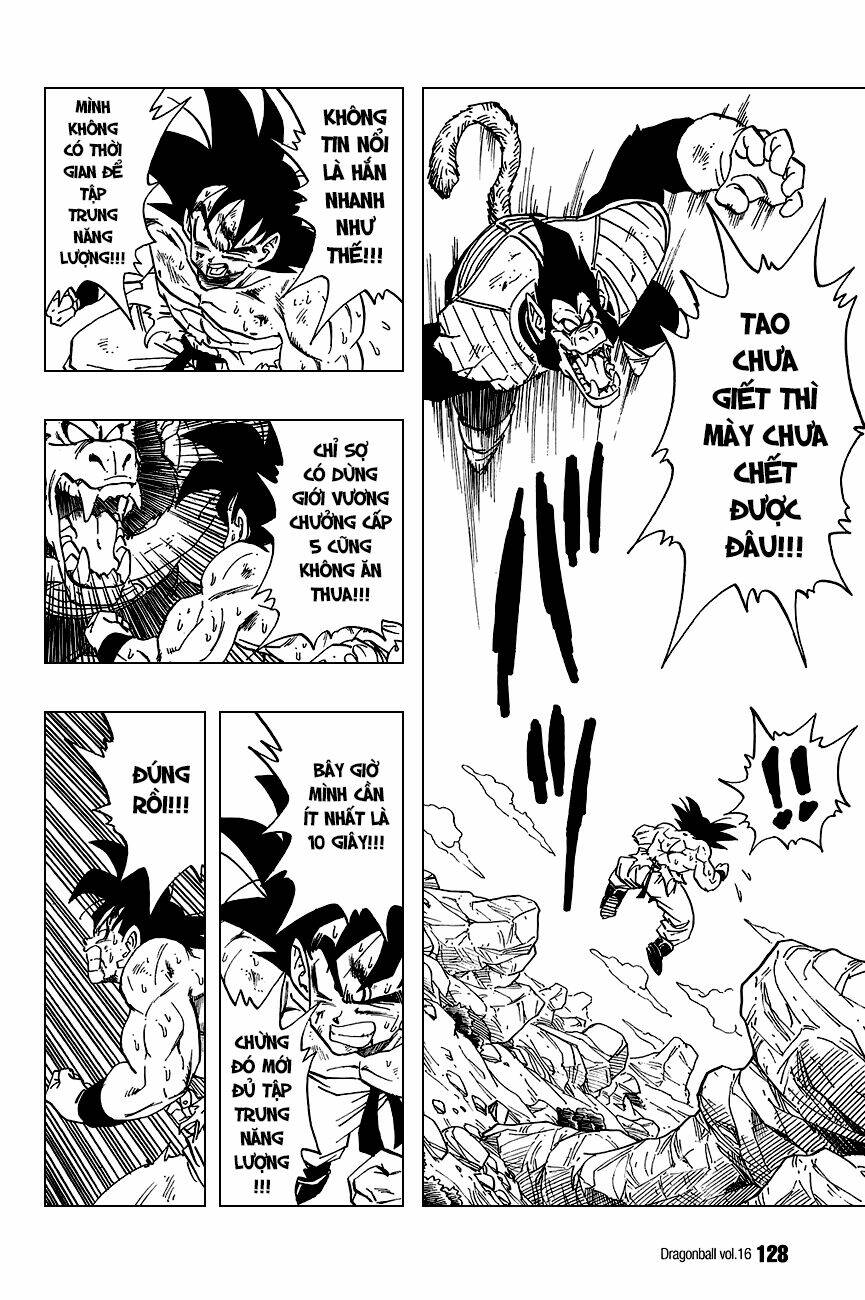 TAO
CHƯA
GIẾT THÌ
MÀY CHƯA
CHẾT
ĐƯỢC
ĐÂU!!!
!!
KHÔNG
TIN NỔI
LÀ HẮN
NHANH
NHƯ
THẾ!!!
MÌNH
KHÔNG
CÓ THỜI
GIAN ĐỂ
TẬP
TRUNG
NĂNG
LƯỢNG!!!
CHỈ SỢ
CÓ DÙNG
GIỚI VƯƠNG
CHƯỞNG CẤP
5 CŨNG
KHÔNG ĂN
THUA!!!
BÂY GIỜ
MÌNH CẦN
ÍT NHẤT LÀ
10 GIÂY!!!
CHỪNG
ĐÓ MỚI
ĐỦ TẬP
TRUNG
NĂNG
LƯỢNG
!!!
ĐÚNG
RỒI!!!
Dragonball vol.16 128